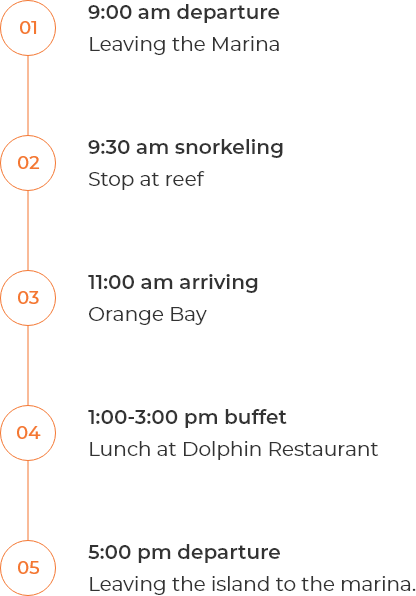 01
9:00 am departure
Leaving the Marina
02
9:30 am snorkeling
Stop at reef
03
11:00 am arriving
Orange Bay
04
1:00-3:00 pm buffet
Lunch at Dolphin Restaurant
05
5:00 pm departure
Leaving the island to the marina.